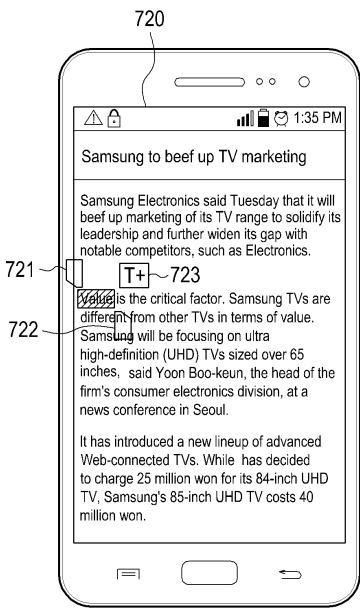 720
1:35 PM
Samsung to beef up TV marketing
Samsung Electronics said Tuesday that it will
beef up marketing of its TV range to solidify its
leadership and further widen its gap with
notable competitors, such as Electronics.
721
T+
723
Value is the critical factor. Samsung TVs are
different from other TVs in terms of value.
722
Samsung will be focusing on ultra
high-definition (UHD) TVs sized over 65
inches, said Yoon Boo-keun, the head of the
firm's consumer electronics division, at a
news conference in Seoul.
It has introduced a new lineup of advanced
Web-connected TVs. While has decided
to charge 25 million won for its 84-inch UHD
TV, Samsung's 85-inch UHD TV costs 40
million won.